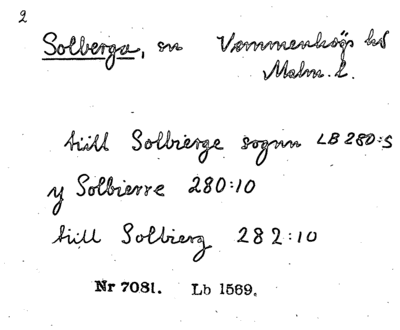 2
Solberga, sn Vemmenhögs hd
Malm. l.
tiill Solbierge sognn LB 280:5
y Solbierre 280:10
tiill Solbierg 282:10
Nr 7081. Lb 1569.